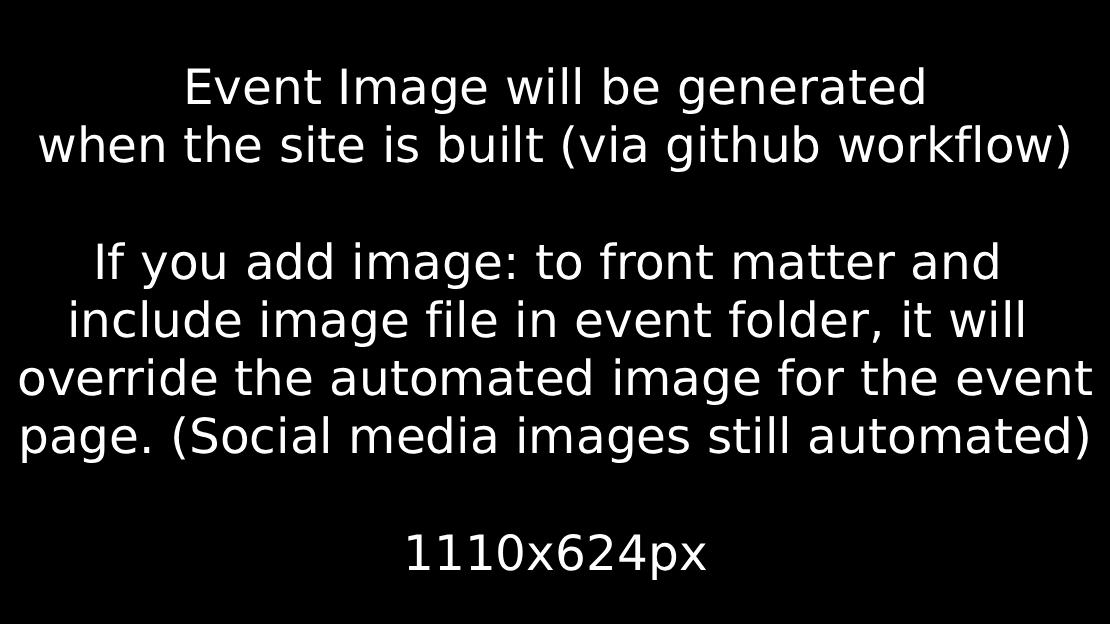 Event Image will be generated
when the site is built (via github workflow)
If you add image: to front matter and
include image file in event folder, it will
override the automated image for the event
page. (Social media images still automated)
1110x624px